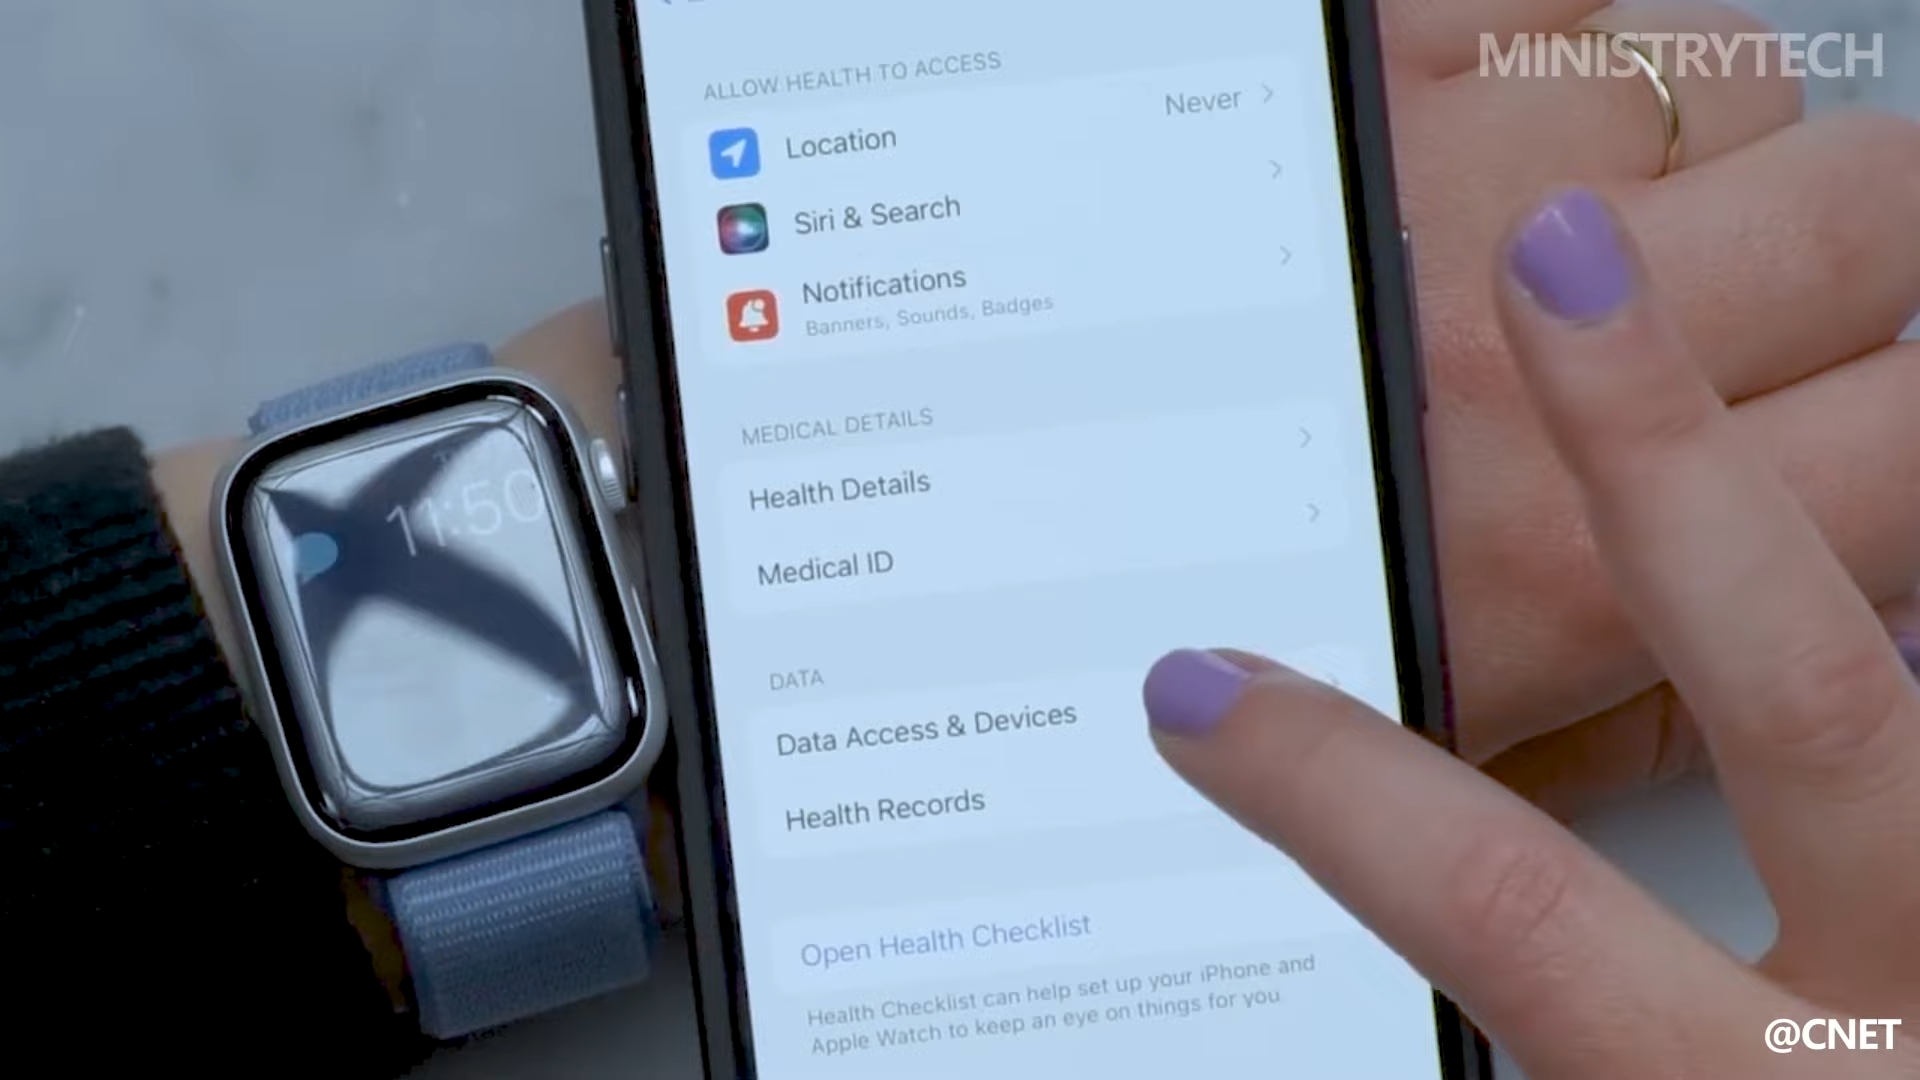 MINISTRYTECH
ALLOW HEALTH TO ACCESS
Location
Never
Siri & Search
Notifications
Banners, Sounds, Badges
MEDICAL DETAILS
Health Details
Medical ID
11:50
DATA
Data Access & Devices
Health Records
Open Health Checklist
Health Checklist can help set up your iPhone and
Apple Watch to keep an eye on things for you
@CNET